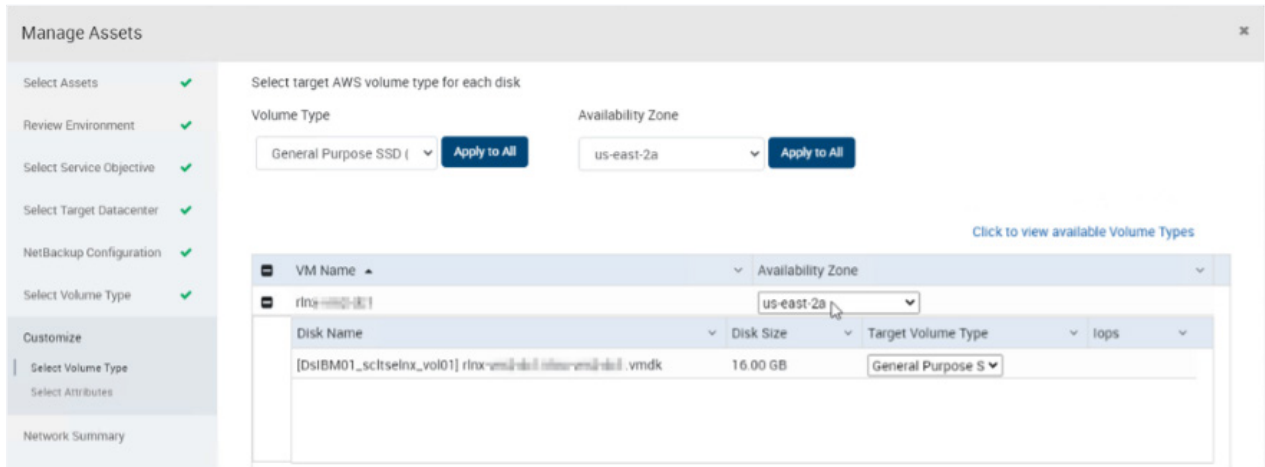 Manage Assets
Select Assets
Review Environment
Select Service Objective
Select Target Datacenter
NetBackup Configuration
Select Volume Type
Customize
Select Volume Type
Select Attributes
Network Summary
Select target AWS volume type for each disk
Volume Type
Availability Zone
General Purpose SSD (
Apply to All
us-east-2a
Apply to All
Click to view available Volume Types
VM Name
Availability Zone
us-east-2a
Disk Name
Disk Size
Target Volume Type
Iops
[DsIBM01_scltselnx_vol01] .vmdk
16.00 GB
General Purpose S